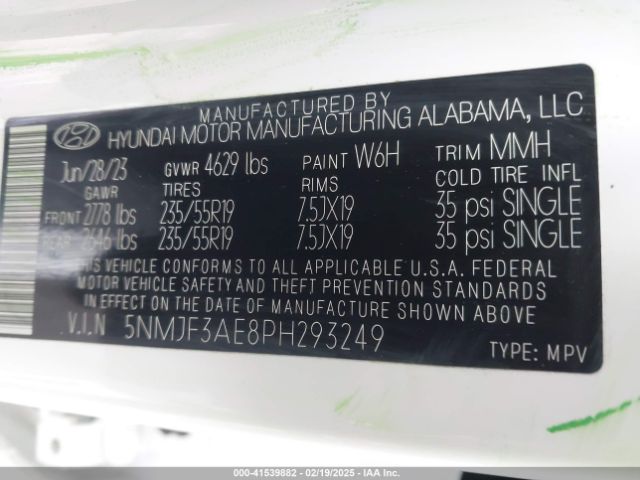 MANUFACTURED BY
HYUNDAI MOTOR MANUFACTURING ALABAMA, LLC
Jun/28/23 GVWR 4629 lbs PAINT W6H TRIM MMH
GAWR TIRES RIMS COLD TIRE INFL
FRONT 2778 lbs 235/55R19 7.5JX19 35 psi SINGLE
REAR 2646 lbs 235/55R19 7.5JX19 35 psi SINGLE
THIS VEHICLE CONFORMS TO ALL APPLICABLE U.S.A. FEDERAL
MOTOR VEHICLE SAFETY AND THEFT PREVENTION STANDARDS
IN EFFECT ON THE DATE OF MANUFACTURE SHOWN ABOVE.
V.I.N 5NMJF3AE8PH293249
TYPE: MPV
000-41539882 — 02/19/2025 — IAA Inc.